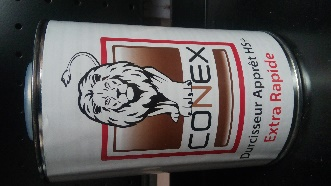 CONEX
Durcisseur Apprêt HS+
Extra Rapide